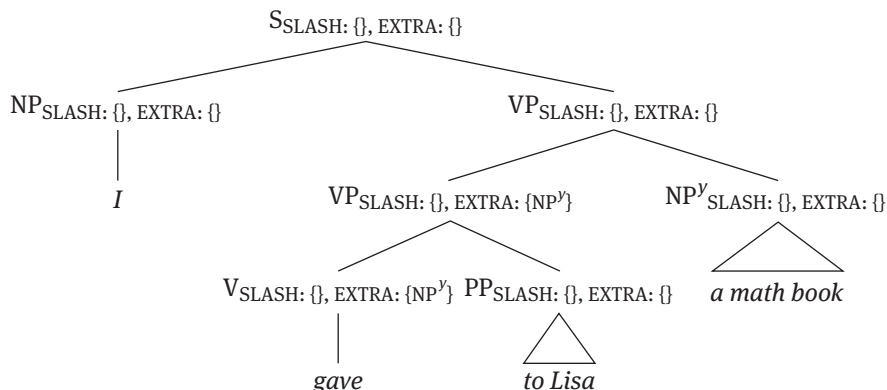 S SLASH: {}, EXTRA: {}
NP SLASH: {}, EXTRA: {} VP SLASH: {}, EXTRA: {}
I VP SLASH: {}, EXTRA: {NP^y} NP^y SLASH: {}, EXTRA: {}
V SLASH: {}, EXTRA: {NP^y} PP SLASH: {}, EXTRA: {} a math book
gave to Lisa